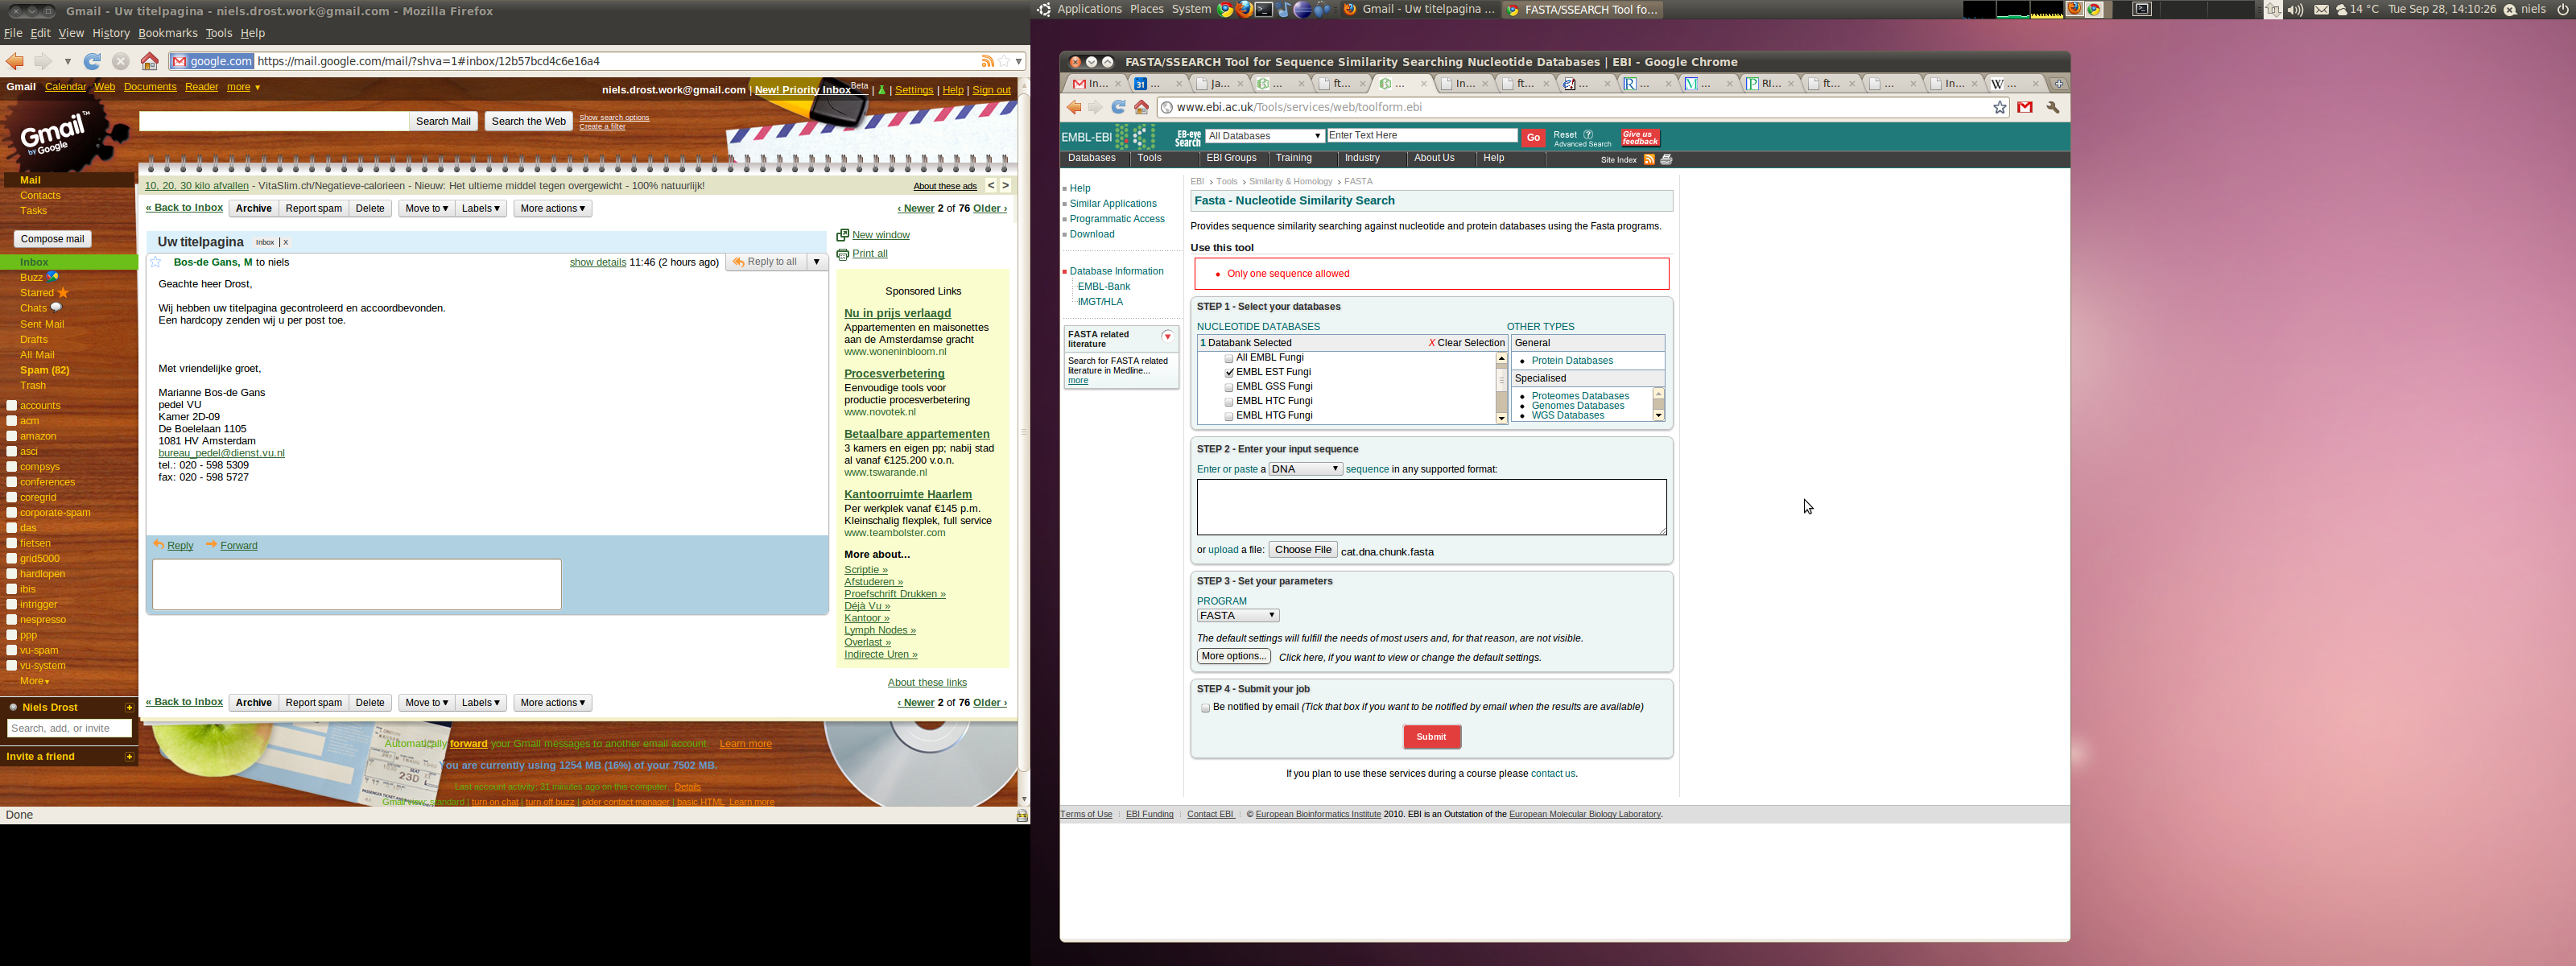 Gmail - Uw titelpagina - niels.drost.work@gmail.com - Mozilla Firefox
File Edit View History Bookmarks Tools Help
google.com https://mail.google.com/mail/?shva=1#inbox/12b57bcd4c6e16a4
Gmail Calendar Web Documents Reader more
niels.drost.work@gmail.com | New! Priority Inbox Beta | | Settings | Help | Sign out
Gmail by Google
Search Mail Search the Web Show search options
Create a filter
10, 20, 30 kilo afvallen - VitaSlim.ch/Negatieve-calorieen - Nieuw: Het ultieme middel tegen overgewicht - 100% natuurlijk! About these ads < >
« Back to Inbox Archive Report spam Delete Move to Labels More actions ‹ Newer 2 of 76 Older ›
Mail
Contacts
Tasks
Compose mail
Inbox
Buzz
Starred
Chats
Sent Mail
Drafts
All Mail
Spam (82)
Trash
accounts
acm
amazon
asci
compsys
conferences
coregrid
corporate-spam
das
fietsen
grid5000
hardlopen
ibis
intrigger
nespresso
ppp
vu-spam
vu-system
More
Niels Drost
Search, add, or invite
Invite a friend
Uw titelpagina Inbox | X
Bos-de Gans, M to niels show details 11:46 (2 hours ago) Reply to all
Geachte heer Drost,
Wij hebben uw titelpagina gecontroleerd en accoordbevonden.
Een hardcopy zenden wij u per post toe.
Met vriendelijke groet,
Marianne Bos-de Gans
pedel VU
Kamer 2D-09
De Boelelaan 1105
1081 HV Amsterdam
bureau_pedel@dienst.vu.nl
tel.: 020 - 598 5309
fax: 020 - 598 5727
Reply Forward
New window
Print all
Sponsored Links
Nu in prijs verlaagd
Appartementen en maisonettes
aan de Amsterdamse gracht
www.woneninbloom.nl
Procesverbetering
Eenvoudige tools voor
productie procesverbetering
www.novotek.nl
Betaalbare appartementen
3 kamers en eigen pp; nabij stad
al vanaf €125.200 v.o.n.
www.tswarande.nl
Kantoorruimte Haarlem
Per werkplek vanaf €145 p.m.
Kleinschalig flexplek, full service
www.teambolster.com
More about...
Scriptie »
Afstuderen »
Proefschrift Drukken »
Déjà Vu »
Kantoor »
Lymph Nodes »
Overlast »
Indirecte Uren »
About these links
« Back to Inbox Archive Report spam Delete Move to Labels More actions ‹ Newer 2 of 76 Older ›
Automatically forward your Gmail messages to another email account. Learn more
You are currently using 1254 MB (16%) of your 7502 MB.
Last account activity: 31 minutes ago on this computer. Details
Gmail view: standard | turn on chat | turn off buzz | older contact manager | basic HTML Learn more
23D
Done
Applications Places System Gmail - Uw titelpagina ... FASTA/SSEARCH Tool fo... 14 °C Tue Sep 28, 14:10:26 niels
FASTA/SSEARCH Tool for Sequence Similarity Searching Nucleotide Databases | EBI - Google Chrome
In... 31 ... Ja... ... ft... ... In... ft... ... ... ... RI... ft... ... In... W ...
www.ebi.ac.uk/Tools/services/web/toolform.ebi
EMBL-EBI EB-eye Search All Databases Enter Text Here Go Reset ? Advanced Search Give us feedback
Databases Tools EBI Groups Training Industry About Us Help Site Index
Help
Similar Applications
Programmatic Access
Download
Database Information
EMBL-Bank
IMGT/HLA
FASTA related
literature
Search for FASTA related
literature in Medline...
more
EBI > Tools > Similarity & Homology > FASTA
Fasta - Nucleotide Similarity Search
Provides sequence similarity searching against nucleotide and protein databases using the Fasta programs.
Use this tool
Only one sequence allowed
STEP 1 - Select your databases
NUCLEOTIDE DATABASES OTHER TYPES
1 Databank Selected X Clear Selection
All EMBL Fungi
EMBL EST Fungi
EMBL GSS Fungi
EMBL HTC Fungi
EMBL HTG Fungi
General
Protein Databases
Specialised
Proteomes Databases
Genomes Databases
WGS Databases
STEP 2 - Enter your input sequence
Enter or paste a DNA sequence in any supported format:
or upload a file: Choose File cat.dna.chunk.fasta
STEP 3 - Set your parameters
PROGRAM
FASTA
The default settings will fulfill the needs of most users and, for that reason, are not visible.
More options... Click here, if you want to view or change the default settings.
STEP 4 - Submit your job
Be notified by email (Tick that box if you want to be notified by email when the results are available)
Submit
If you plan to use these services during a course please contact us.
Terms of Use | EBI Funding | Contact EBI | © European Bioinformatics Institute 2010. EBI is an Outstation of the European Molecular Biology Laboratory.